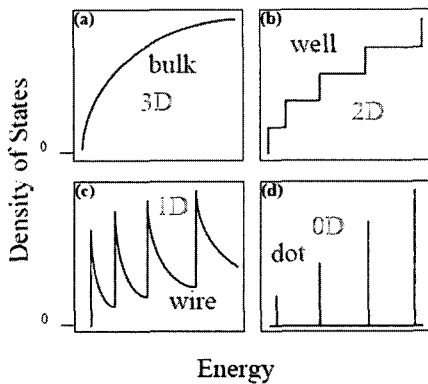 (a)
bulk
3D
0
(b)
well
2D
Density of States
(c)
1D
wire
0
(d)
0D
dot
Energy